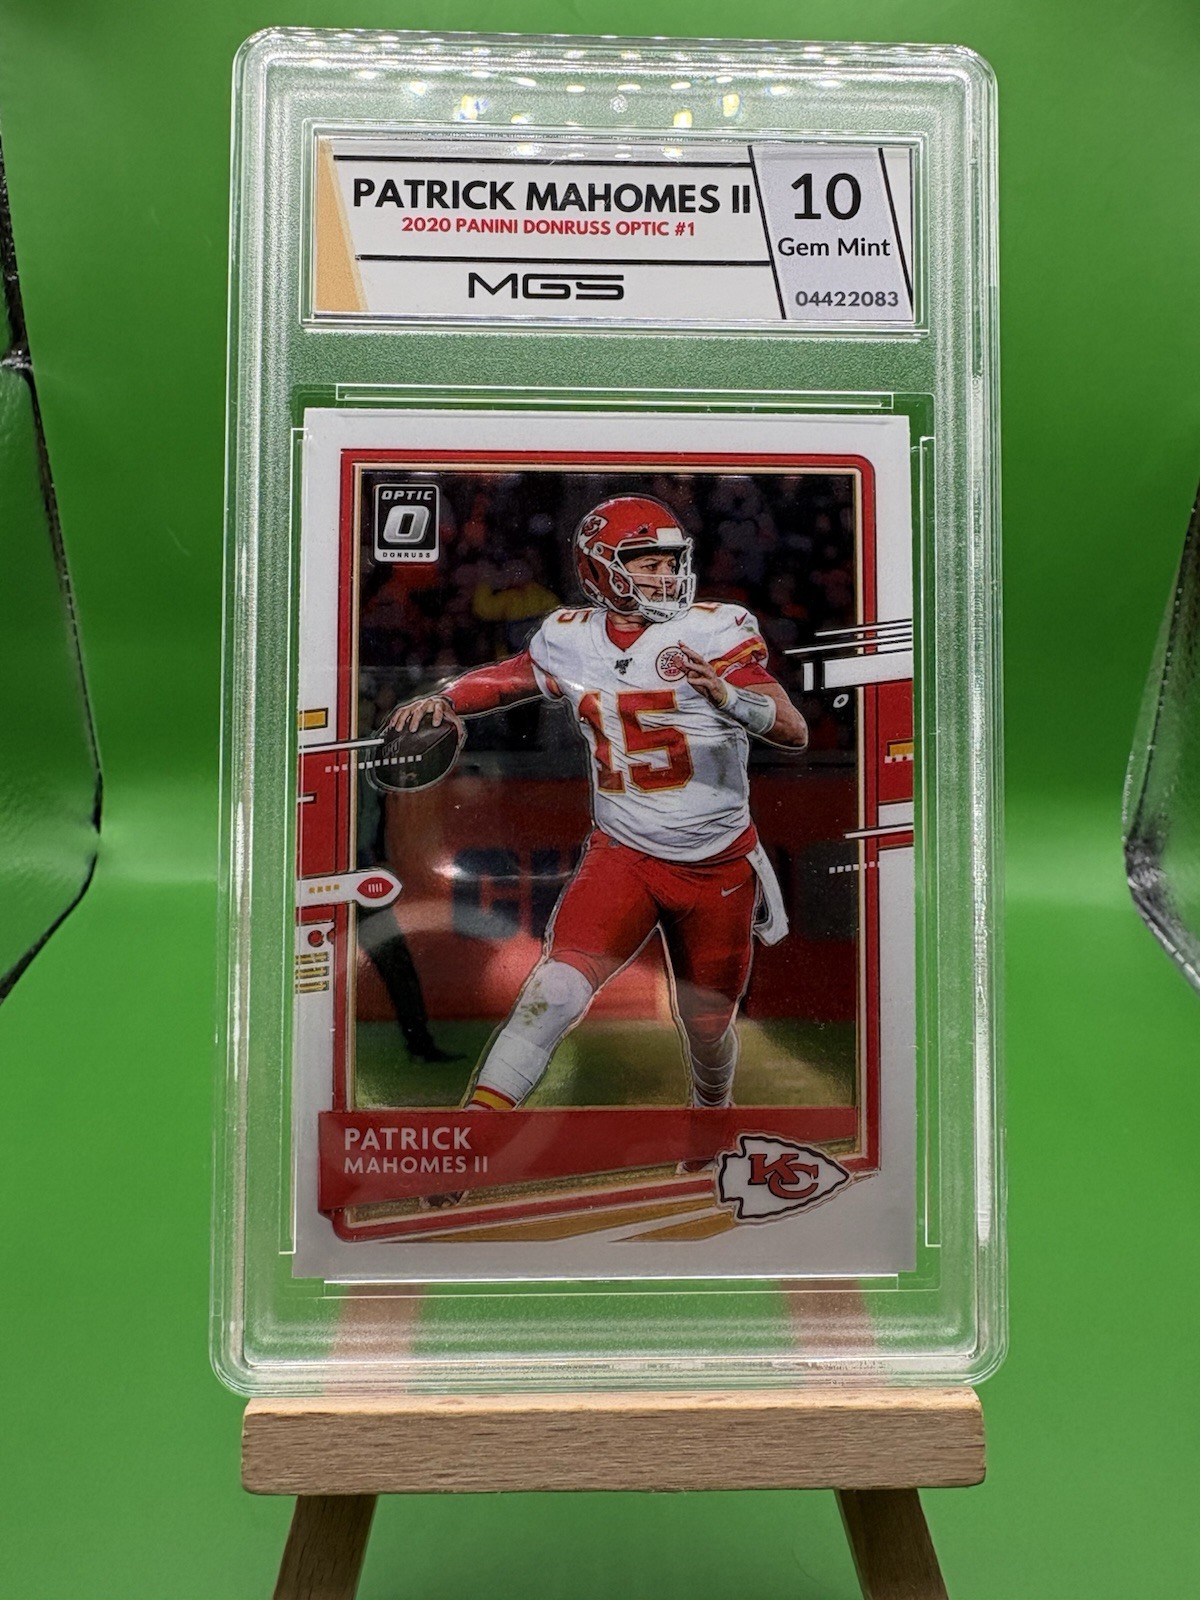 PATRICK MAHOMES II
2020 PANINI DONRUSS OPTIC #1
MGS
10
Gem Mint
04422083
OPTIC
O
DONRUSS
15
15
PATRICK
MAHOMES II
KC